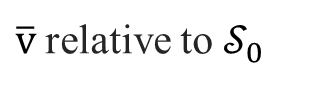 v̅ relative to 𝒮₀